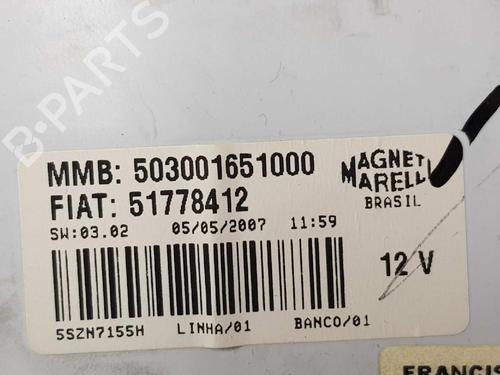 B-PARTS
MMB: 503001651000
FIAT: 51778412
MAGNETI
MARELLI
BRASIL
SW:03.02 05/05/2007 11:59
12 V
5SZN7155H LINHA/01 BANCO/01